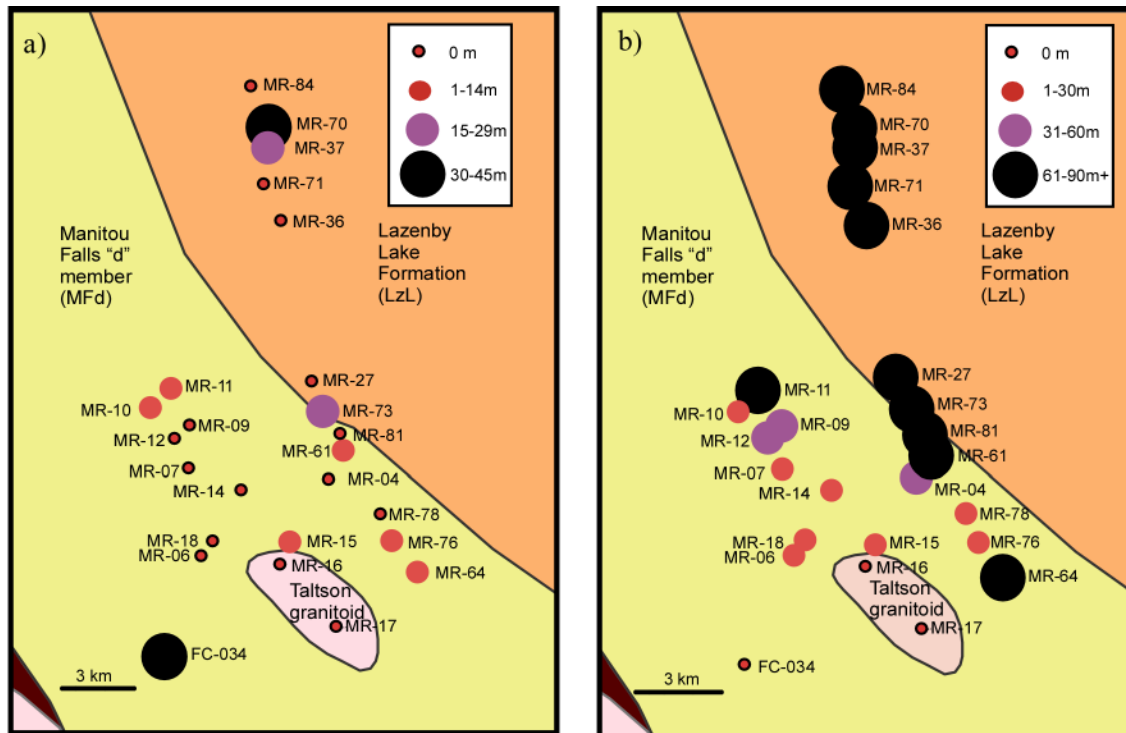 a)
0 m
1-14m
15-29m
30-45m
MR-84
MR-70
MR-37
MR-71
MR-36
Manitou
Falls “d”
member
(MFd)
Lazenby
Lake
Formation
(LzL)
MR-11
MR-10
MR-09
MR-12
MR-07
MR-14
MR-18
MR-06
MR-27
MR-73
MR-81
MR-61
MR-04
MR-78
MR-15
MR-76
MR-16
MR-64
Taltson
granitoid
MR-17
FC-034
3 km
b)
0 m
1-30m
31-60m
61-90m+
MR-84
MR-70
MR-37
MR-71
MR-36
Manitou
Falls “d”
member
(MFd)
Lazenby
Lake
Formation
(LzL)
MR-11
MR-10
MR-09
MR-12
MR-07
MR-14
MR-18
MR-06
MR-27
MR-73
MR-81
MR-61
MR-04
MR-78
MR-15
MR-76
MR-16
MR-64
Taltson
granitoid
MR-17
FC-034
3 km